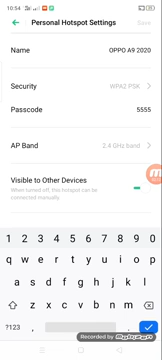 10:54
Personal Hotspot Settings Save
Name OPPO A9 2020
Security WPA2 PSK
Passcode 5555
AP Band 2.4 GHz band
Visible to Other Devices
When turned off, this hotspot can be
connected manually.
1 2 3 4 5 6 7 8 9 0
q w e r t y u i o p
a s d f g h j k l
z x c v b n m
?123 , .
RECORDED BY